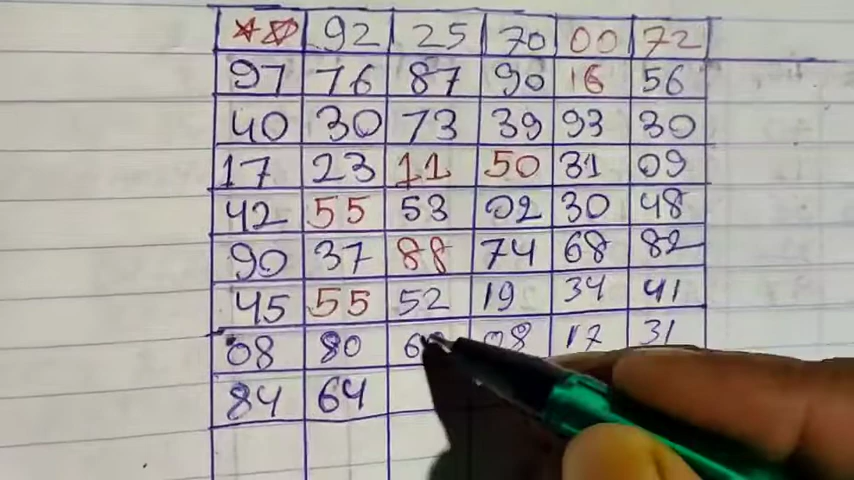 ** 92 25 70 00 72
97 76 87 90 16 56
40 30 73 39 93 30
17 23 11 50 31 09
42 55 53 02 30 48
90 37 88 74 68 82
45 55 52 19 34 41
08 80 08 17 31
84 64